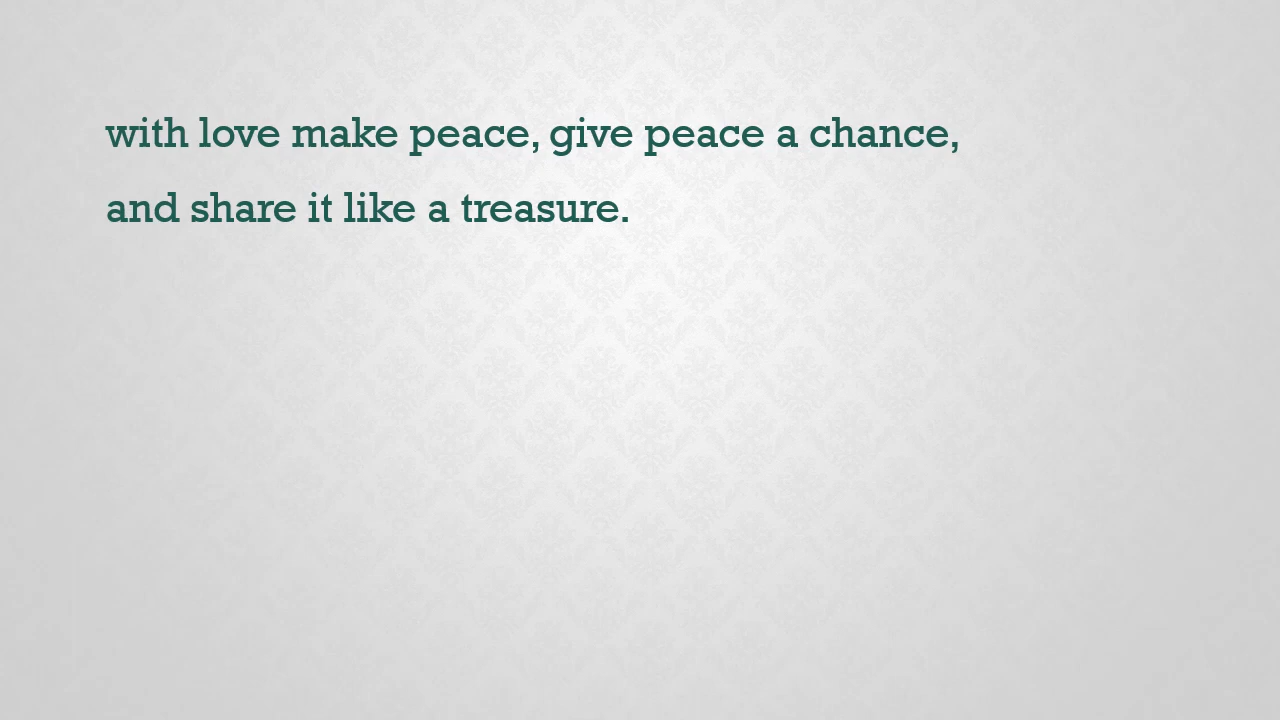 with love make peace, give peace a chance,
and share it like a treasure.